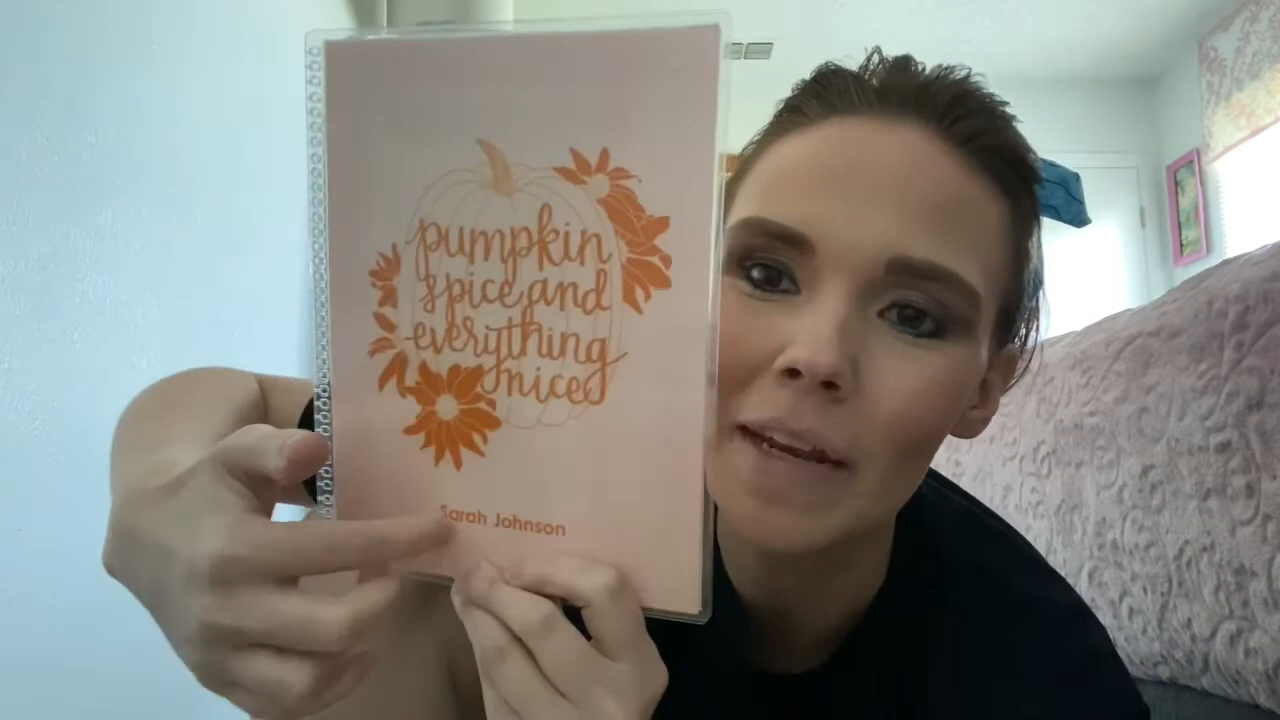 pumpkin
spice and
everything
nice
Sarah Johnson